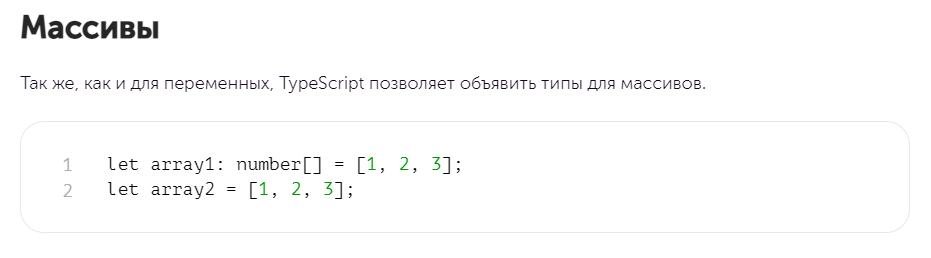 Массивы
Так же, как и для переменных, TypeScript позволяет объявить типы для массивов.
1 let array1: number[] = [1, 2, 3];
2 let array2 = [1, 2, 3];